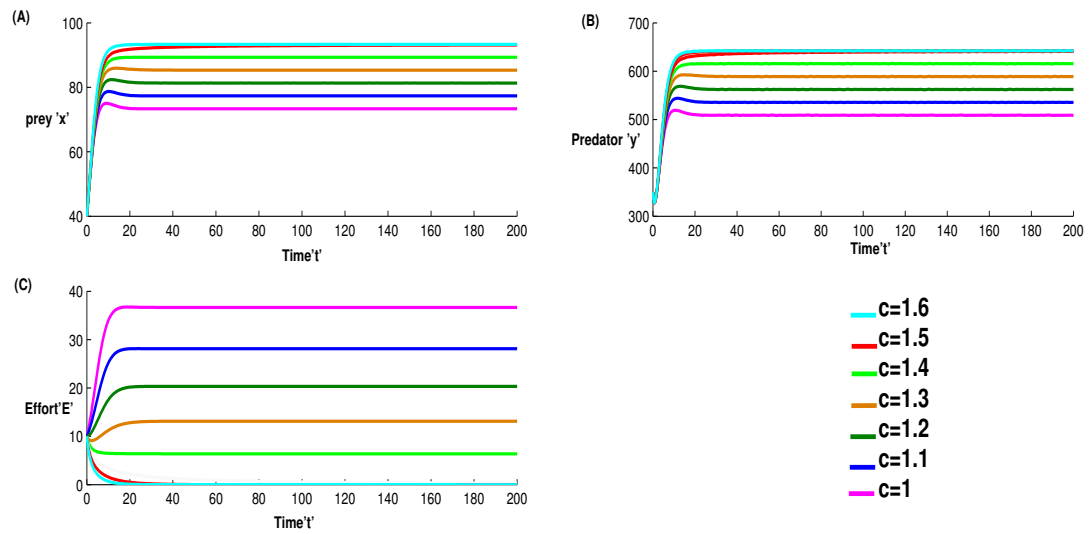 (A)
100
80
prey 'x'
60
40
0 20 40 60 80 100 120 140 160 180 200
Time't'
(B)
700
600
500
Predator 'y'
400
300
0 20 40 60 80 100 120 140 160 180 200
Time't'
(C)
40
30
20
Effort'E'
10
0
0 20 40 60 80 100 120 140 160 180 200
Time't'
c=1.6
c=1.5
c=1.4
c=1.3
c=1.2
c=1.1
c=1